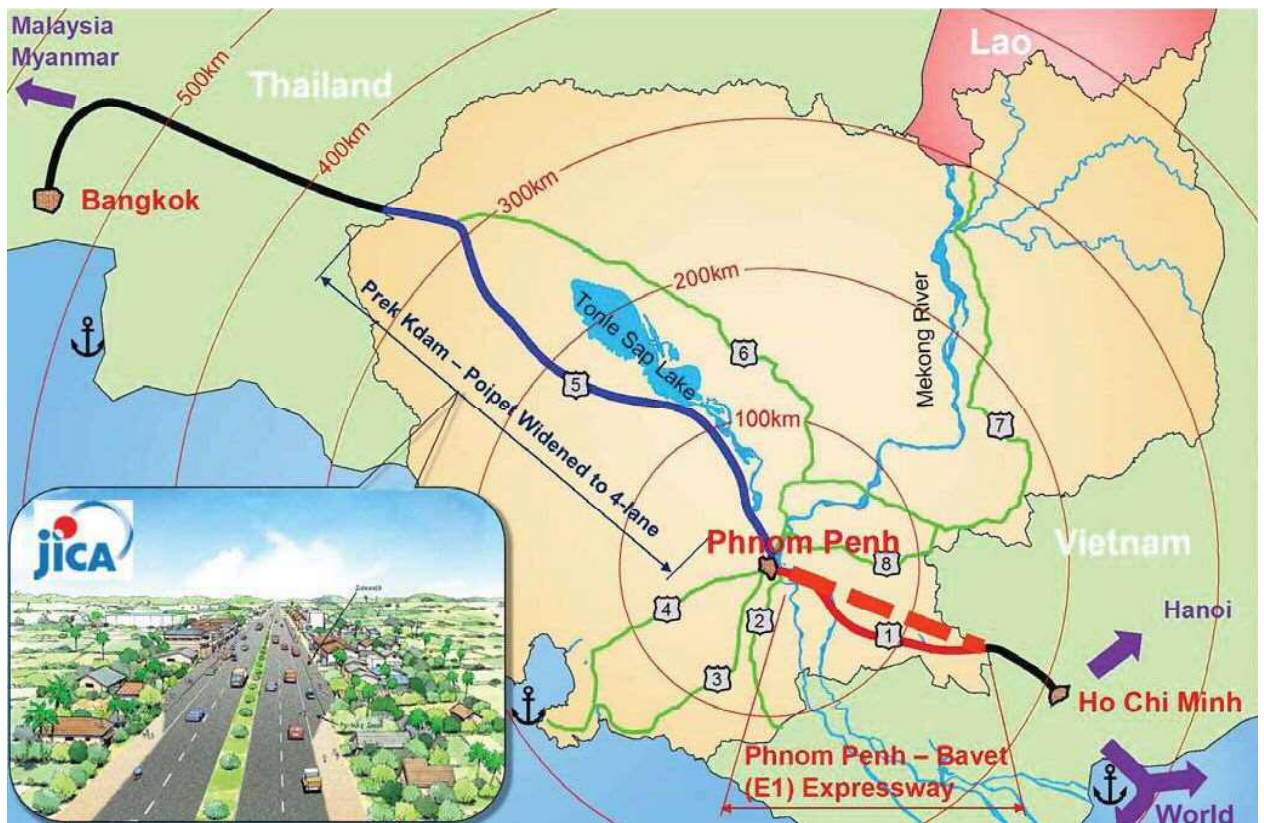 Malaysia
Myanmar
Thailand
Lao
500km
400km
300km
200km
100km
Bangkok
Prek Kdam – Poipet Widened to 4-lane
Tonle Sap Lake
Mekong River
5
6
7
Phnom Penh
8
Vietnam
4
2
1
3
Hanoi
Ho Chi Minh
Phnom Penh – Bavet
(E1) Expressway
World
jICA
Sidewalk